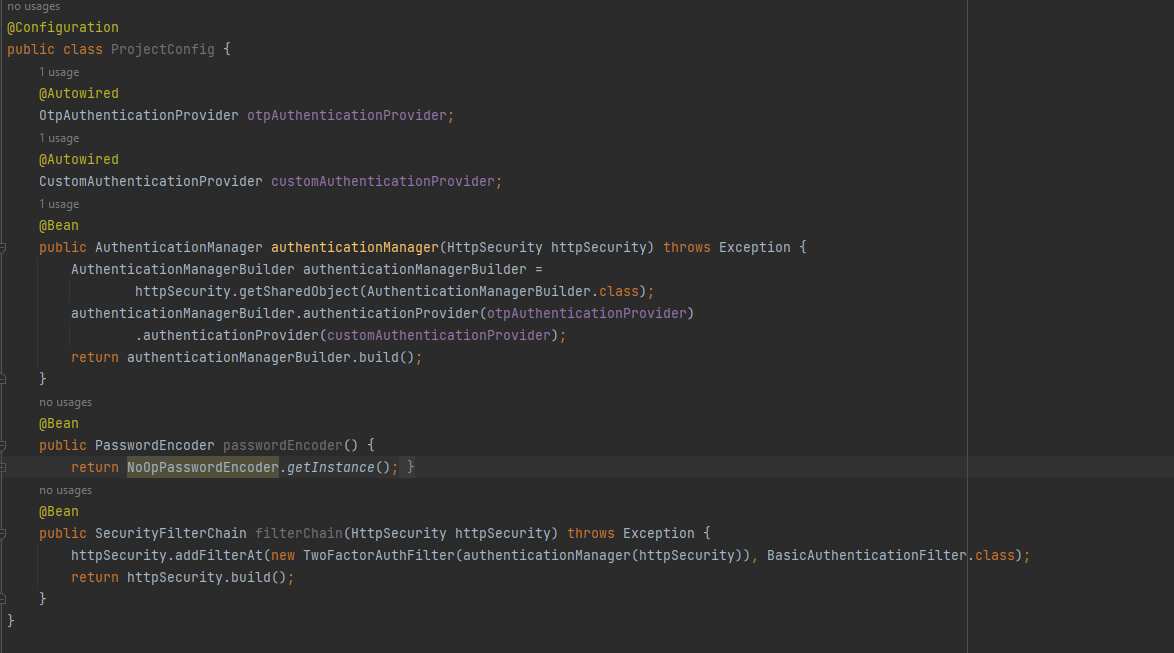 no usages
@Configuration
public class ProjectConfig {
1 usage
@Autowired
OtpAuthenticationProvider otpAuthenticationProvider;
1 usage
@Autowired
CustomAuthenticationProvider customAuthenticationProvider;
1 usage
@Bean
public AuthenticationManager authenticationManager(HttpSecurity httpSecurity) throws Exception {
AuthenticationManagerBuilder authenticationManagerBuilder =
httpSecurity.getSharedObject(AuthenticationManagerBuilder.class);
authenticationManagerBuilder.authenticationProvider(otpAuthenticationProvider)
.authenticationProvider(customAuthenticationProvider);
return authenticationManagerBuilder.build();
}
no usages
@Bean
public PasswordEncoder passwordEncoder() {
return NoOpPasswordEncoder.getInstance(); }
no usages
@Bean
public SecurityFilterChain filterChain(HttpSecurity httpSecurity) throws Exception {
httpSecurity.addFilterAt(new TwoFactorAuthFilter(authenticationManager(httpSecurity)), BasicAuthenticationFilter.class);
return httpSecurity.build();
}
}